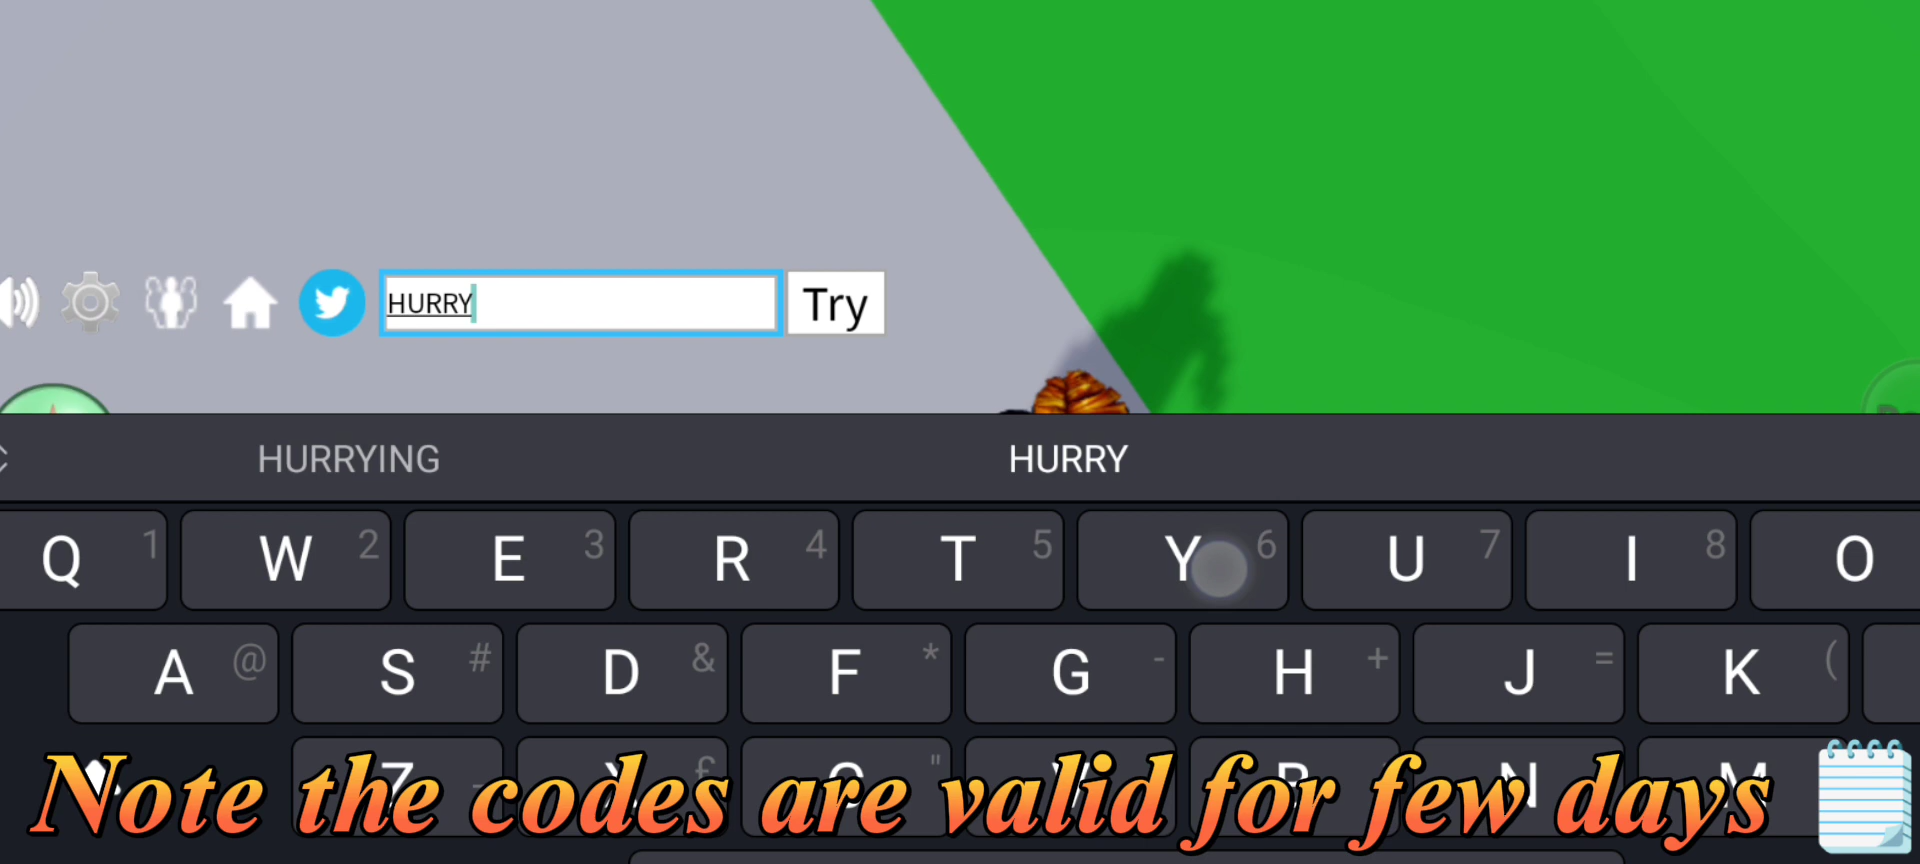 HURRY Try
HURRYING HURRY
Q 1 W 2 E 3 R 4 T 5 Y 6 U 7 I 8 O
A @ S # D & F * G - H + J = K (
Z £ " B N M
Note the codes are valid for few days